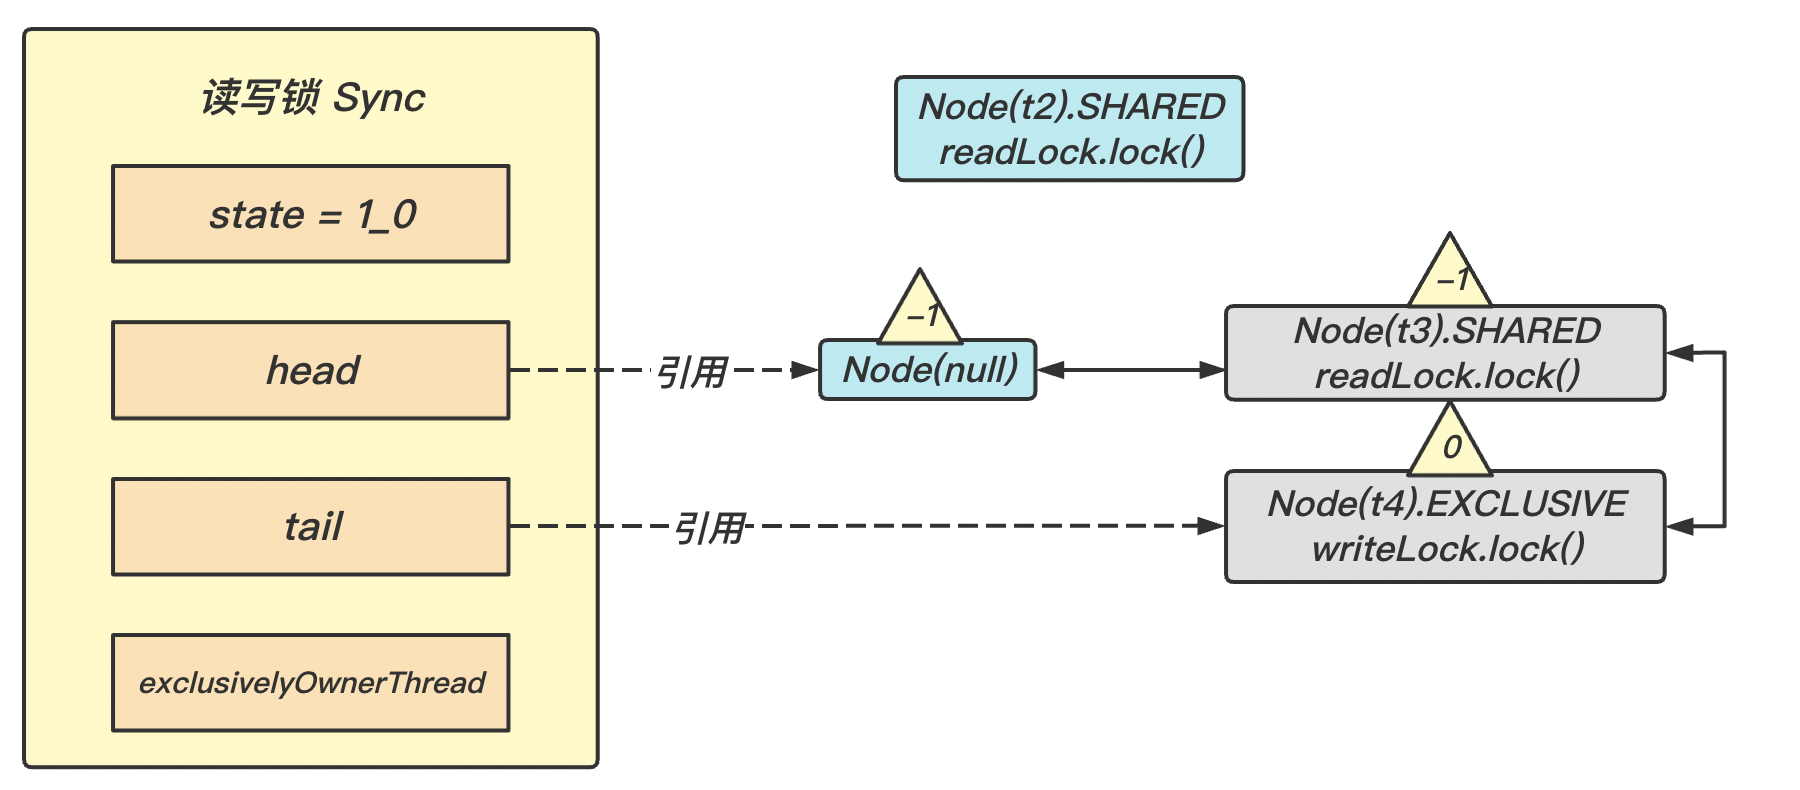 读写锁 Sync
state = 1_0
head
tail
exclusivelyOwnerThread
引用
引用
Node(t2).SHARED
readLock.lock()
-1
Node(null)
-1
Node(t3).SHARED
readLock.lock()
0
Node(t4).EXCLUSIVE
writeLock.lock()